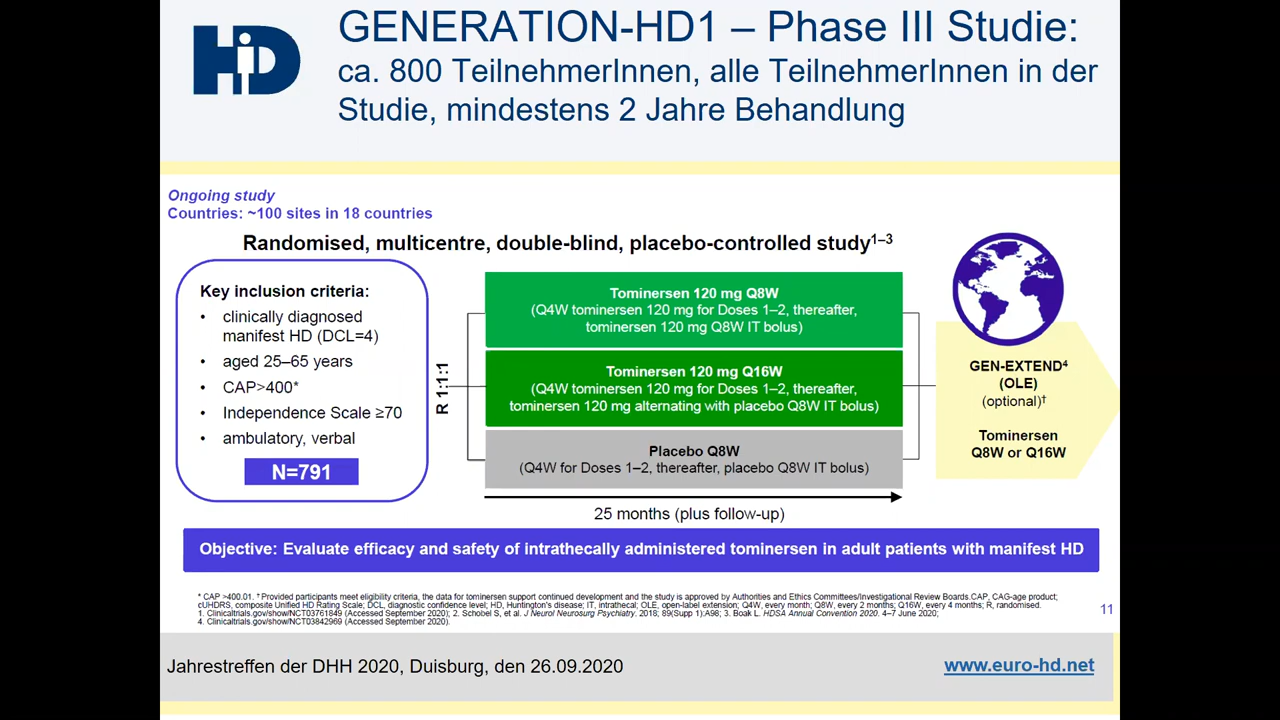 HD
GENERATION-HD1 – Phase III Studie:
ca. 800 TeilnehmerInnen, alle TeilnehmerInnen in der
Studie, mindestens 2 Jahre Behandlung
Ongoing study
Countries: ~100 sites in 18 countries
Randomised, multicentre, double-blind, placebo-controlled study¹⁻³
Key inclusion criteria:
• clinically diagnosed
manifest HD (DCL=4)
• aged 25–65 years
• CAP>400*
• Independence Scale ≥70
• ambulatory, verbal
N=791
R 1:1:1
Tominersen 120 mg Q8W
(Q4W tominersen 120 mg for Doses 1–2, thereafter,
tominersen 120 mg Q8W IT bolus)
Tominersen 120 mg Q16W
(Q4W tominersen 120 mg for Doses 1–2, thereafter,
tominersen 120 mg alternating with placebo Q8W IT bolus)
Placebo Q8W
(Q4W for Doses 1–2, thereafter, placebo Q8W IT bolus)
25 months (plus follow-up)
GEN-EXTEND⁴
(OLE)
(optional)†
Tominersen
Q8W or Q16W
Objective: Evaluate efficacy and safety of intrathecally administered tominersen in adult patients with manifest HD
* CAP >400.01. † Provided participants meet eligibility criteria, the data for tominersen support continued development and the study is approved by Authorities and Ethics Committees/Investigational Review Boards.CAP, CAG-age product;
cUHDRS, composite Unified HD Rating Scale; DCL, diagnostic confidence level; HD, Huntington's disease; IT, intrathecal; OLE, open-label extension; Q4W, every month; Q8W, every 2 months; Q16W, every 4 months; R, randomised.
1. Clinicaltrials.gov/show/NCT03761849 (Accessed September 2020); 2. Schobel S, et al. J Neurol Neurosurg Psychiatry. 2018; 89(Supp 1):A98; 3. Boak L. HDSA Annual Convention 2020. 4–7 June 2020;
4. Clinicaltrials.gov/show/NCT03842969 (Accessed September 2020).
11
Jahrestreffen der DHH 2020, Duisburg, den 26.09.2020
www.euro-hd.net